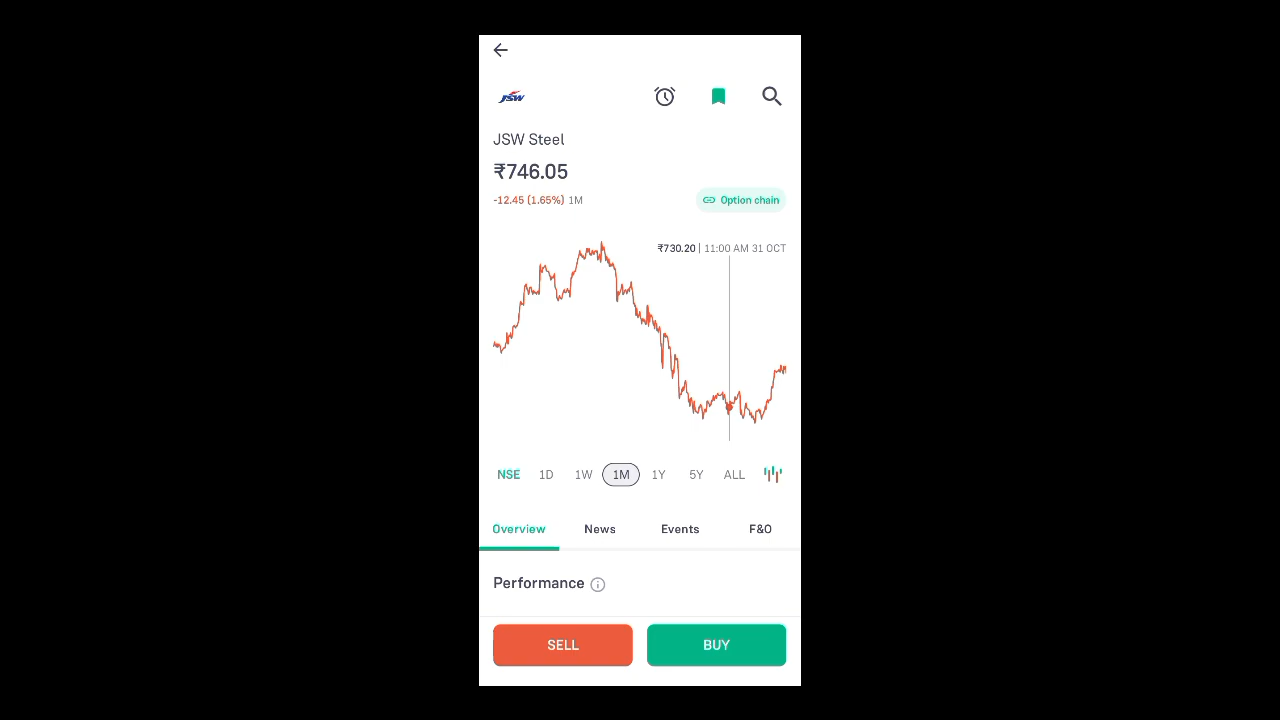 JSW
JSW Steel
₹746.05
-12.45 (1.65%) 1M
Option chain
₹730.20 | 11:00 AM 31 OCT
NSE 1D 1W 1M 1Y 5Y ALL
Overview News Events F&O
Performance
SELL BUY